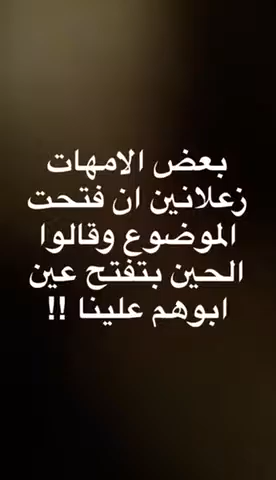 بعض الامهات
زعلانين ان فتحت
الموضوع وقالوا
الحين بتفتح عين
ابوهم علينا !!